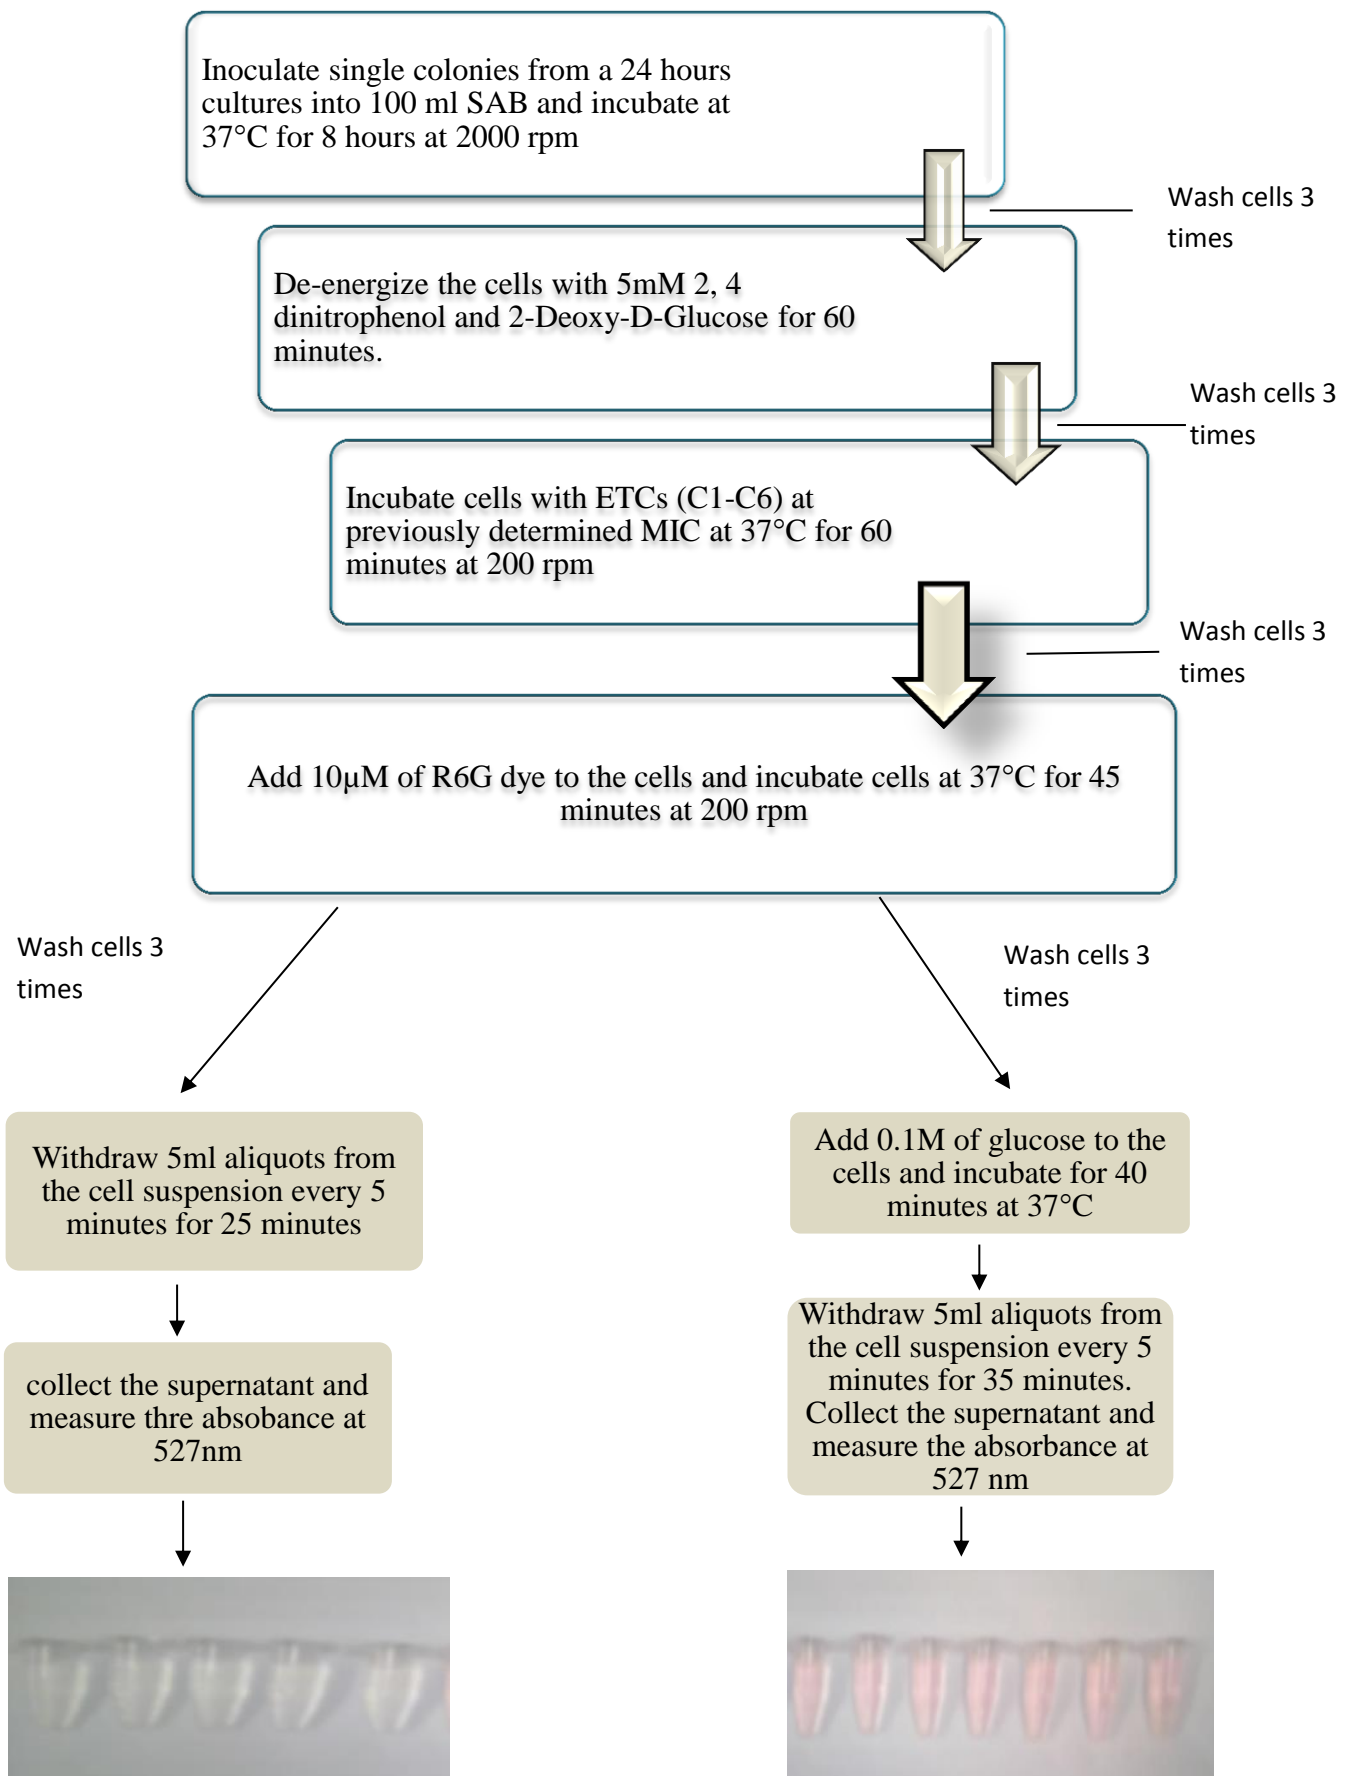 Inoculate single colonies from a 24 hours
cultures into 100 ml SAB and incubate at
37°C for 8 hours at 2000 rpm
Wash cells 3
times
De-energize the cells with 5mM 2, 4
dinitrophenol and 2-Deoxy-D-Glucose for 60
minutes.
Wash cells 3
times
Incubate cells with ETCs (C1-C6) at
previously determined MIC at 37°C for 60
minutes at 200 rpm
Wash cells 3
times
Add 10µM of R6G dye to the cells and incubate cells at 37°C for 45
minutes at 200 rpm
Wash cells 3
times
Wash cells 3
times
Withdraw 5ml aliquots from
the cell suspension every 5
minutes for 25 minutes
collect the supernatant and
measure thre absobance at
527nm
Add 0.1M of glucose to the
cells and incubate for 40
minutes at 37°C
Withdraw 5ml aliquots from
the cell suspension every 5
minutes for 35 minutes.
Collect the supernatant and
measure the absorbance at
527 nm